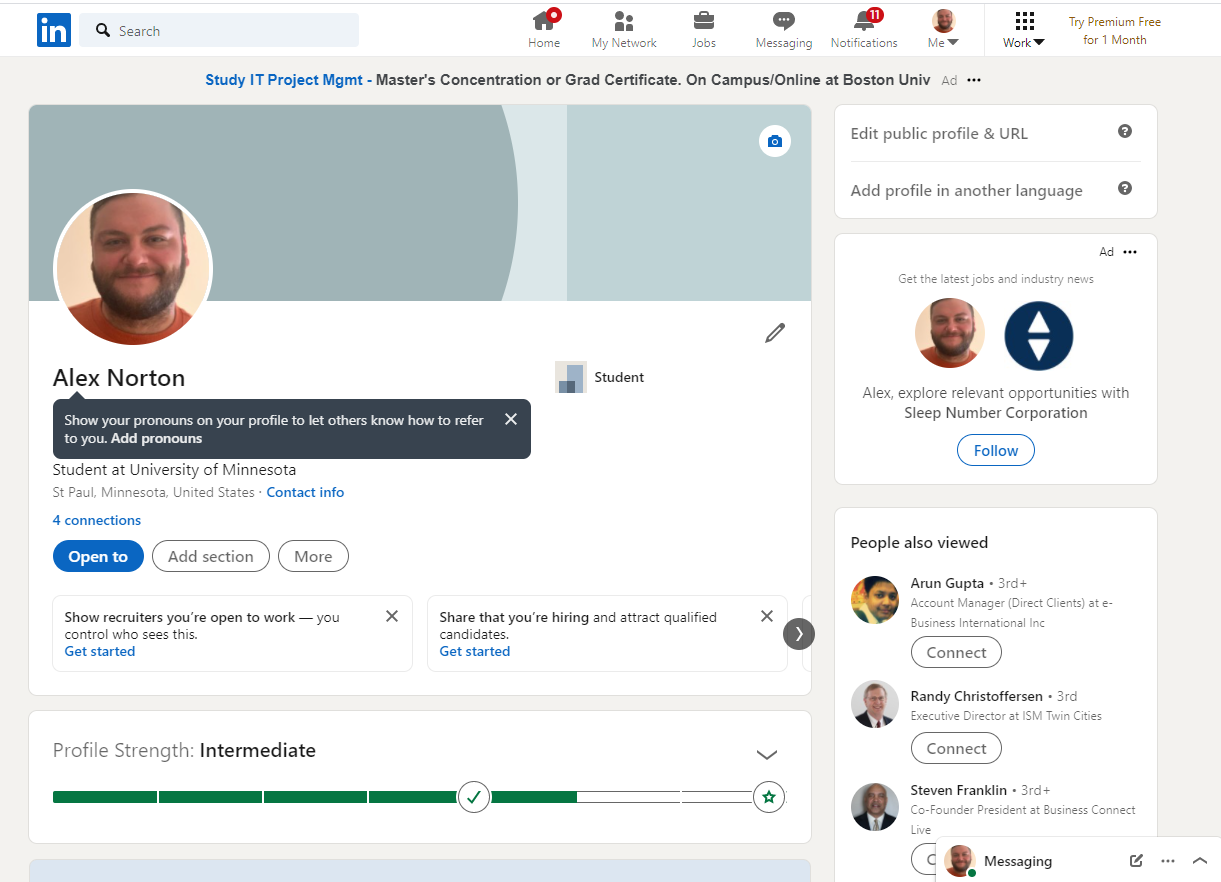 in
Search
Home
My Network
Jobs
Messaging
11
Notifications
Me
Work
Try Premium Free
for 1 Month
Study IT Project Mgmt - Master's Concentration or Grad Certificate. On Campus/Online at Boston Univ Ad
Alex Norton
Student
Show your pronouns on your profile to let others know how to refer
to you. Add pronouns
Student at University of Minnesota
St Paul, Minnesota, United States · Contact info
4 connections
Open to
Add section
More
Show recruiters you're open to work — you
control who sees this.
Get started
Share that you're hiring and attract qualified
candidates.
Get started
Profile Strength: Intermediate
Edit public profile & URL
?
Add profile in another language
?
Ad
Get the latest jobs and industry news
Alex, explore relevant opportunities with
Sleep Number Corporation
Follow
People also viewed
Arun Gupta • 3rd+
Account Manager (Direct Clients) at e-
Business International Inc
Connect
Randy Christoffersen • 3rd
Executive Director at ISM Twin Cities
Connect
Steven Franklin • 3rd+
Co-Founder President at Business Connect
Live
C
Messaging